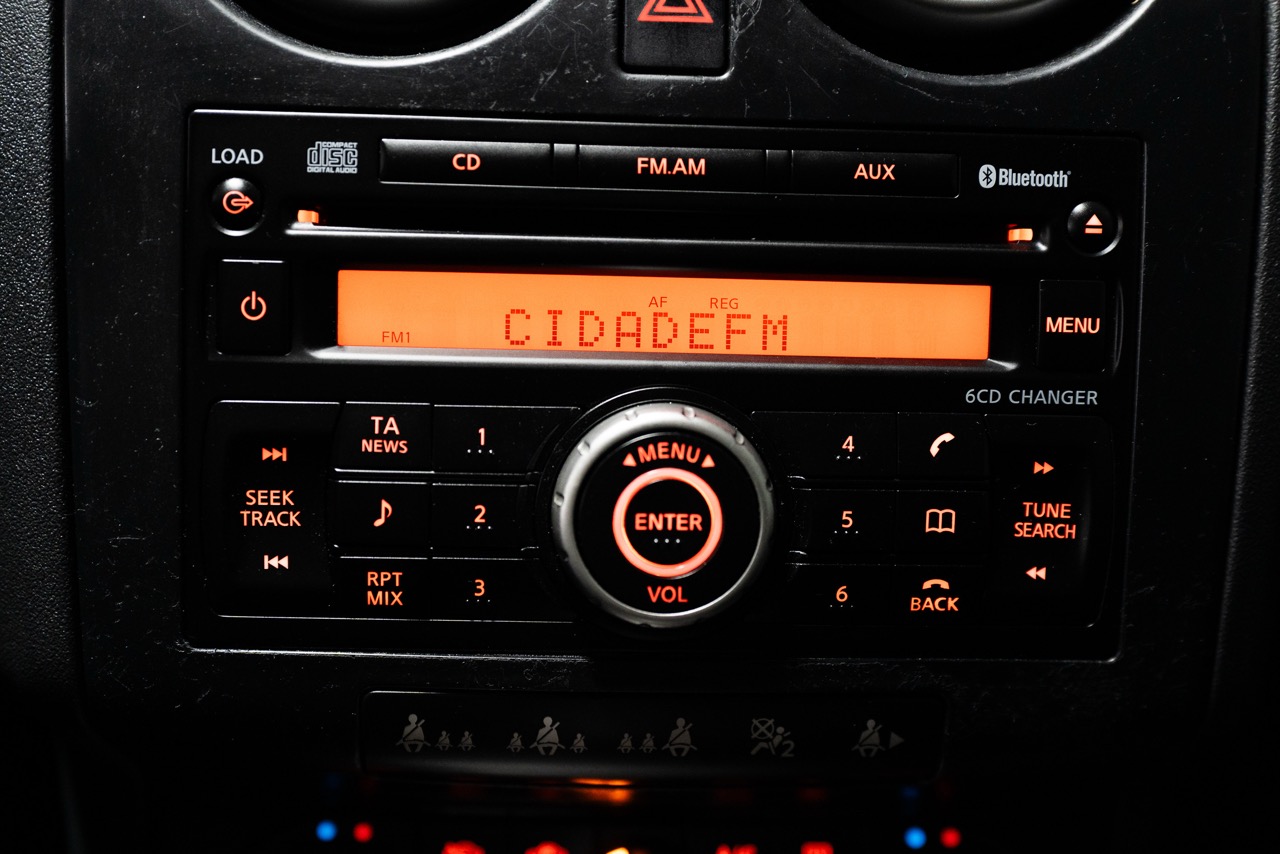 LOAD
COMPACT
disc
DIGITAL AUDIO
CD
FM.AM
AUX
Bluetooth
AF REG
FM1
CIDADEFM
MENU
6CD CHANGER
SEEK
TRACK
TA
NEWS
1
2
RPT
MIX
3
MENU
ENTER
VOL
4
5
6
BACK
TUNE
SEARCH
2